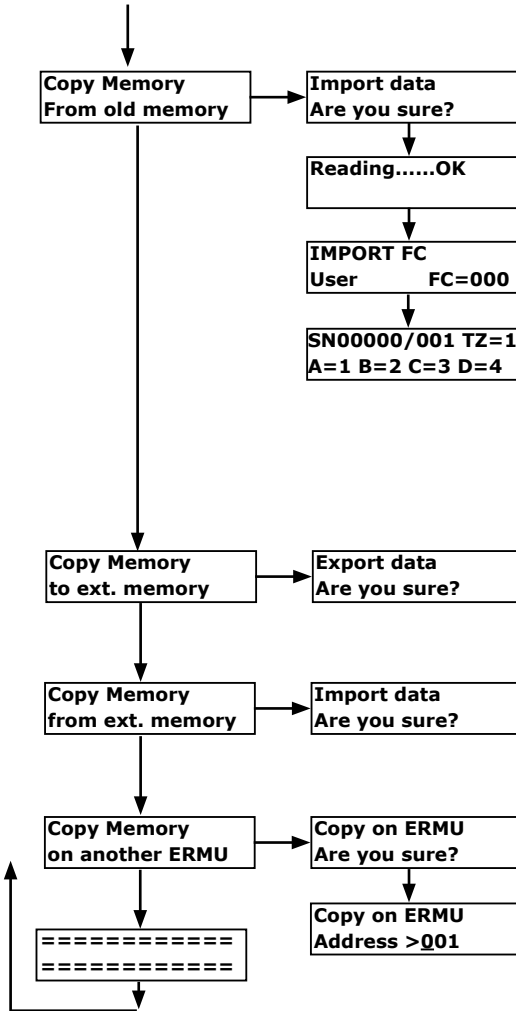 Copy Memory
From old memory
Import data
Are you sure?
Reading......OK
IMPORT FC
User FC=000
SN00000/001 TZ=1
A=1 B=2 C=3 D=4
Copy Memory
to ext. memory
Export data
Are you sure?
Copy Memory
from ext. memory
Import data
Are you sure?
Copy Memory
on another ERMU
Copy on ERMU
Are you sure?
Copy on ERMU
Address >001
============
============